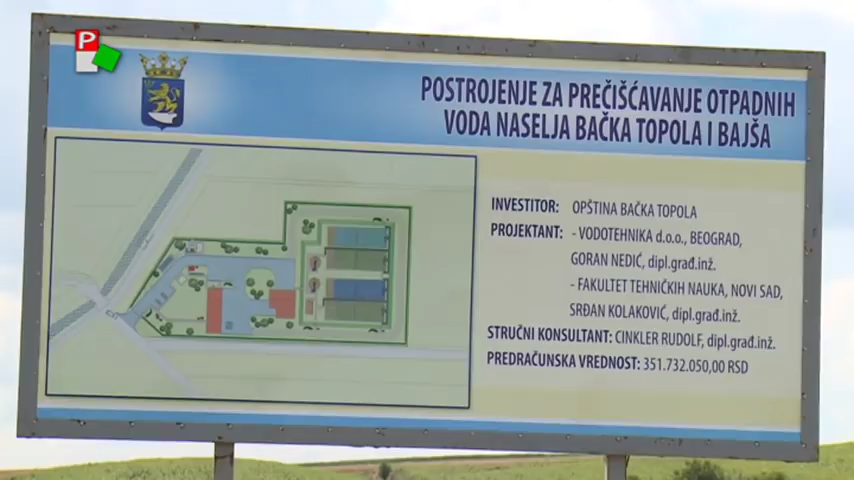 P
POSTROJENJE ZA PREČIŠĆAVANJE OTPADNIH
VODA NASELJA BAČKA TOPOLA I BAJŠA
INVESTITOR: OPŠTINA BAČKA TOPOLA
PROJEKTANT: - VODOTEHNIKA d.o.o., BEOGRAD,
GORAN NEDIĆ, dipl.građ.inž.
- FAKULTET TEHNIČKIH NAUKA, NOVI SAD,
SRĐAN KOLAKOVIĆ, dipl.građ.inž.
STRUČNI KONSULTANT: CINKLER RUDOLF, dipl.građ.inž.
PREDRAČUNSKA VREDNOST: 351.732.050,00 RSD